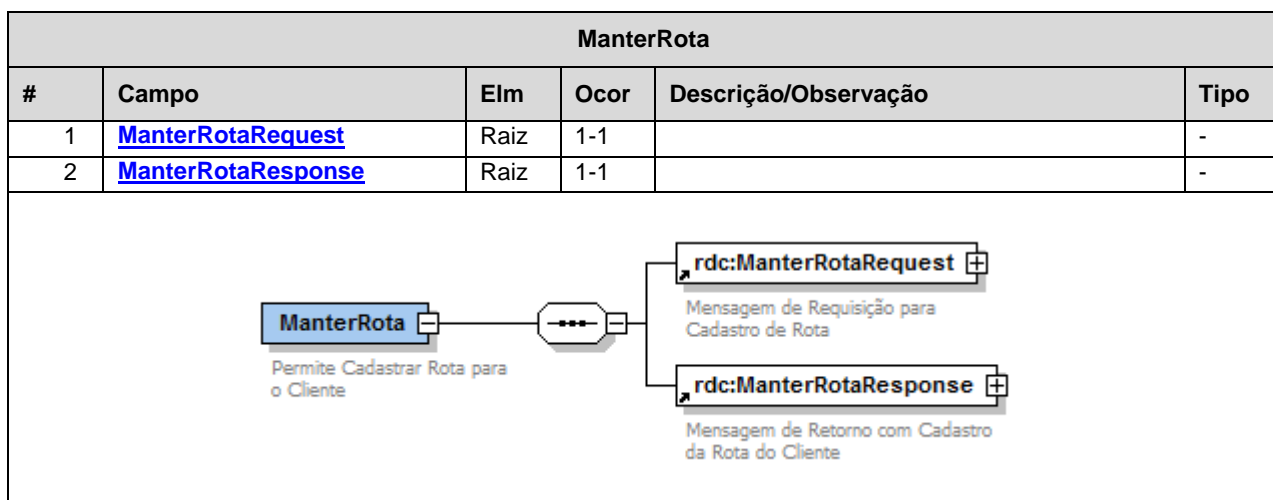 ManterRota
# Campo Elm Ocor Descrição/Observação Tipo
1 ManterRotaRequest Raiz 1-1 -
2 ManterRotaResponse Raiz 1-1 -
rdc:ManterRotaRequest
Mensagem de Requisição para
Cadastro de Rota
ManterRota
Permite Cadastrar Rota para
o Cliente
rdc:ManterRotaResponse
Mensagem de Retorno com Cadastro
da Rota do Cliente